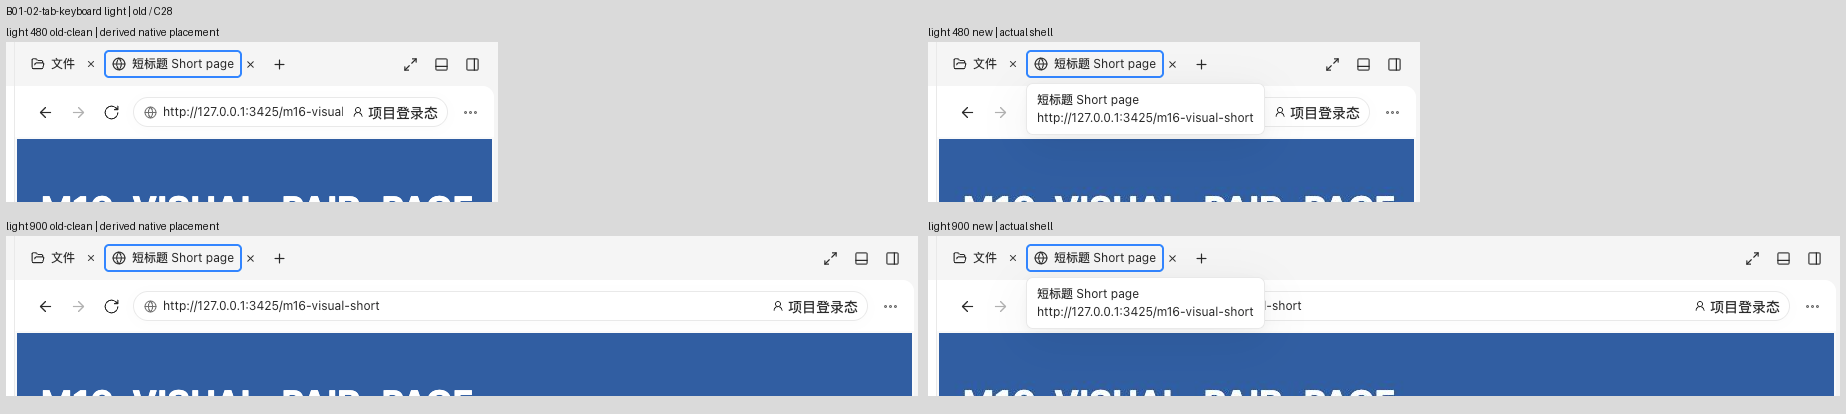 B01-02-tab-keyboard light | old / C28
light 480 old-clean | derived native placement
文件 × 短标题 Short page × +
http://127.0.0.1:3425/m16-visual 项目登录态
light 480 new | actual shell
文件 × 短标题 Short page × +
短标题 Short page
http://127.0.0.1:3425/m16-visual-short
项目登录态
light 900 old-clean | derived native placement
文件 × 短标题 Short page × +
http://127.0.0.1:3425/m16-visual-short 项目登录态
light 900 new | actual shell
文件 × 短标题 Short page × +
短标题 Short page
http://127.0.0.1:3425/m16-visual-short
-short 项目登录态